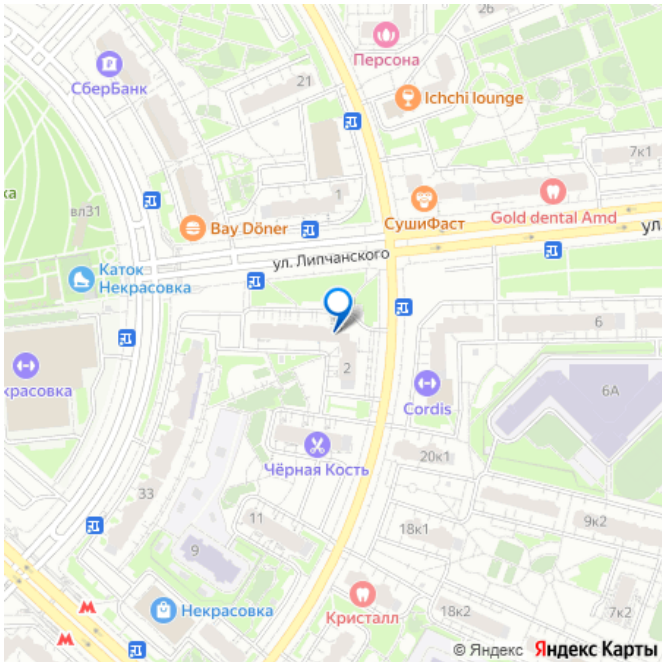 26
Персона
СберБанк
21
Ichchi lounge
7к1
ка
1
вл31
СушиФаст
Gold dental Amd
Bay Döner
ул.
ул. Липчанского
Каток
Некрасовка
6
2
6А
красовка
Cordis
Чёрная Кость
20к1
33
11
18к1
9к2
9
Некрасовка
Кристалл
18к2
7к2
© Яндекс Яндекс Карты